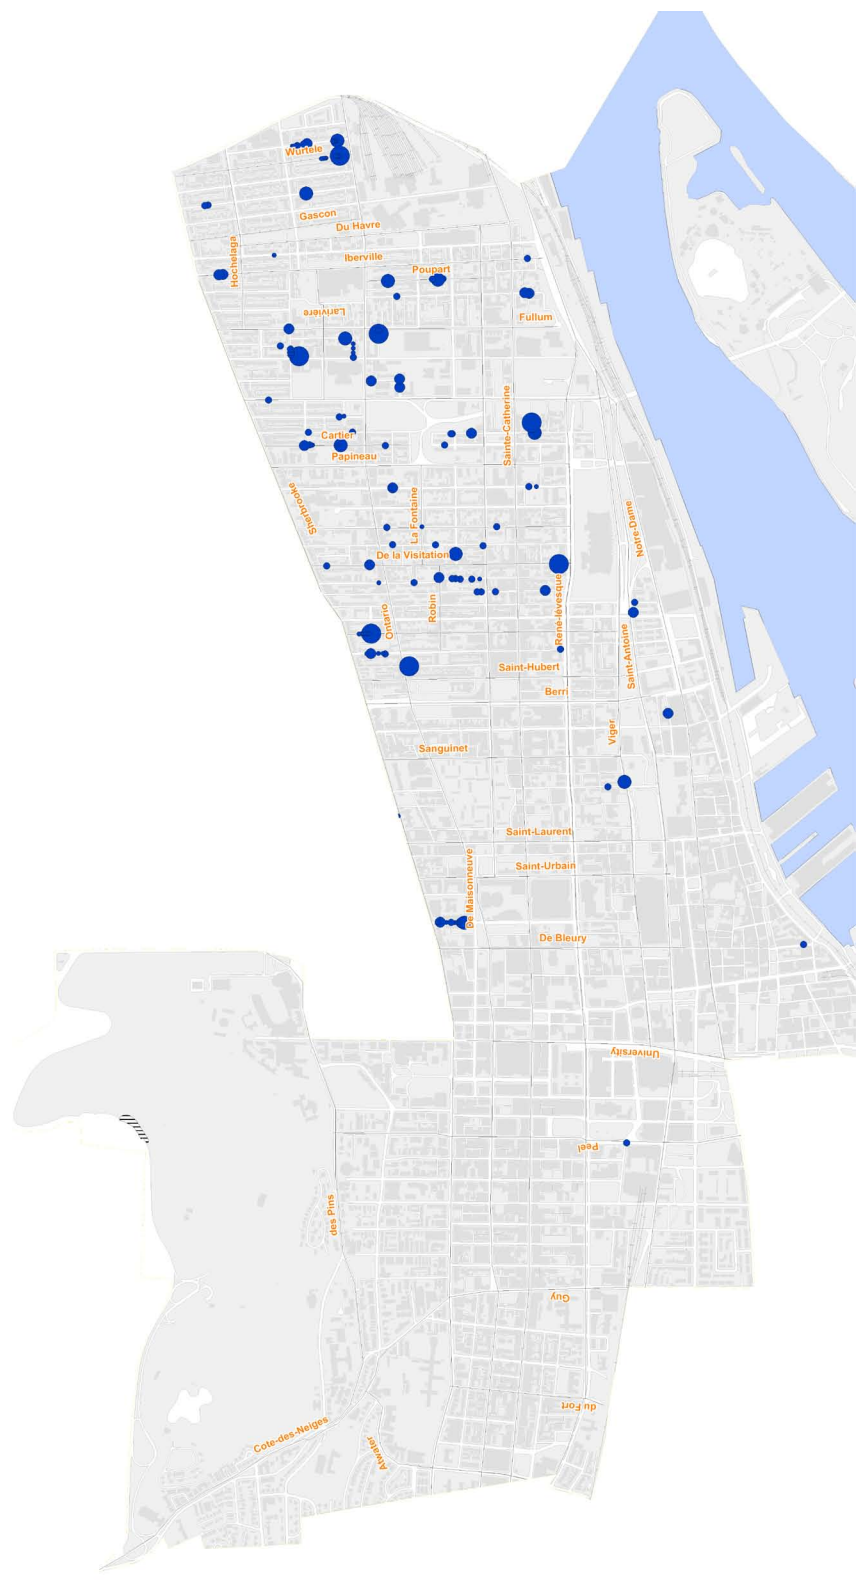 Wurtele
Gascon
Du Havre
Hochelaga
Iberville
Poupart
Larivière
Fullum
Sainte-Catherine
Cartier
Papineau
Sherbrooke
La Fontaine
Notre-Dame
De la Visitation
Ontario
Robin
René-lévesque
Saint-Antoine
Saint-Hubert
Berri
Viger
Sanguinet
Saint-Laurent
De Maisonneuve
Saint-Urbain
De Bleury
University
Peel
des Pins
Guy
du Fort
Cote-des-Neiges
Atwater